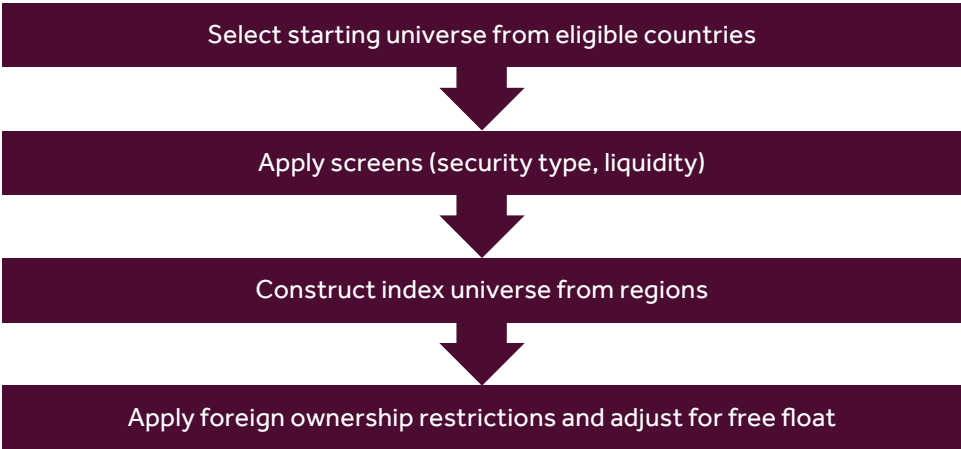 Select starting universe from eligible countries
Apply screens (security type, liquidity)
Construct index universe from regions
Apply foreign ownership restrictions and adjust for free float